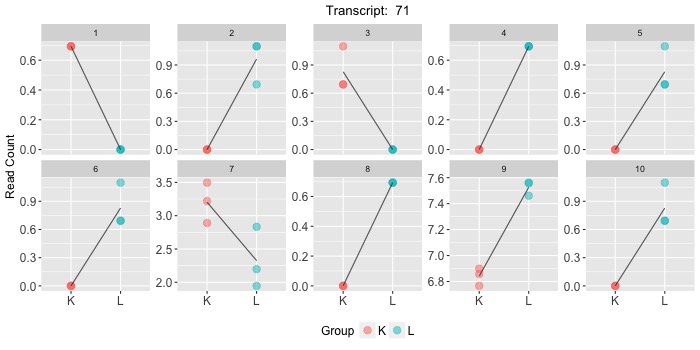 Transcript: 71
1 2 3 4 5
0.6 0.9 0.9 0.6 0.9
0.4 0.6 0.6 0.4 0.6
0.2 0.3 0.3 0.2 0.3
0.0 0.0 0.0 0.0 0.0
Read Count
6 7 8 9 10
3.5 7.6
0.9 3.0 0.6 7.4 0.9
0.6 2.5 0.4 7.2 0.6
0.3 0.2 7.0 0.3
0.0 2.0 0.0 6.8 0.0
K L K L K L K L K L
Group K L